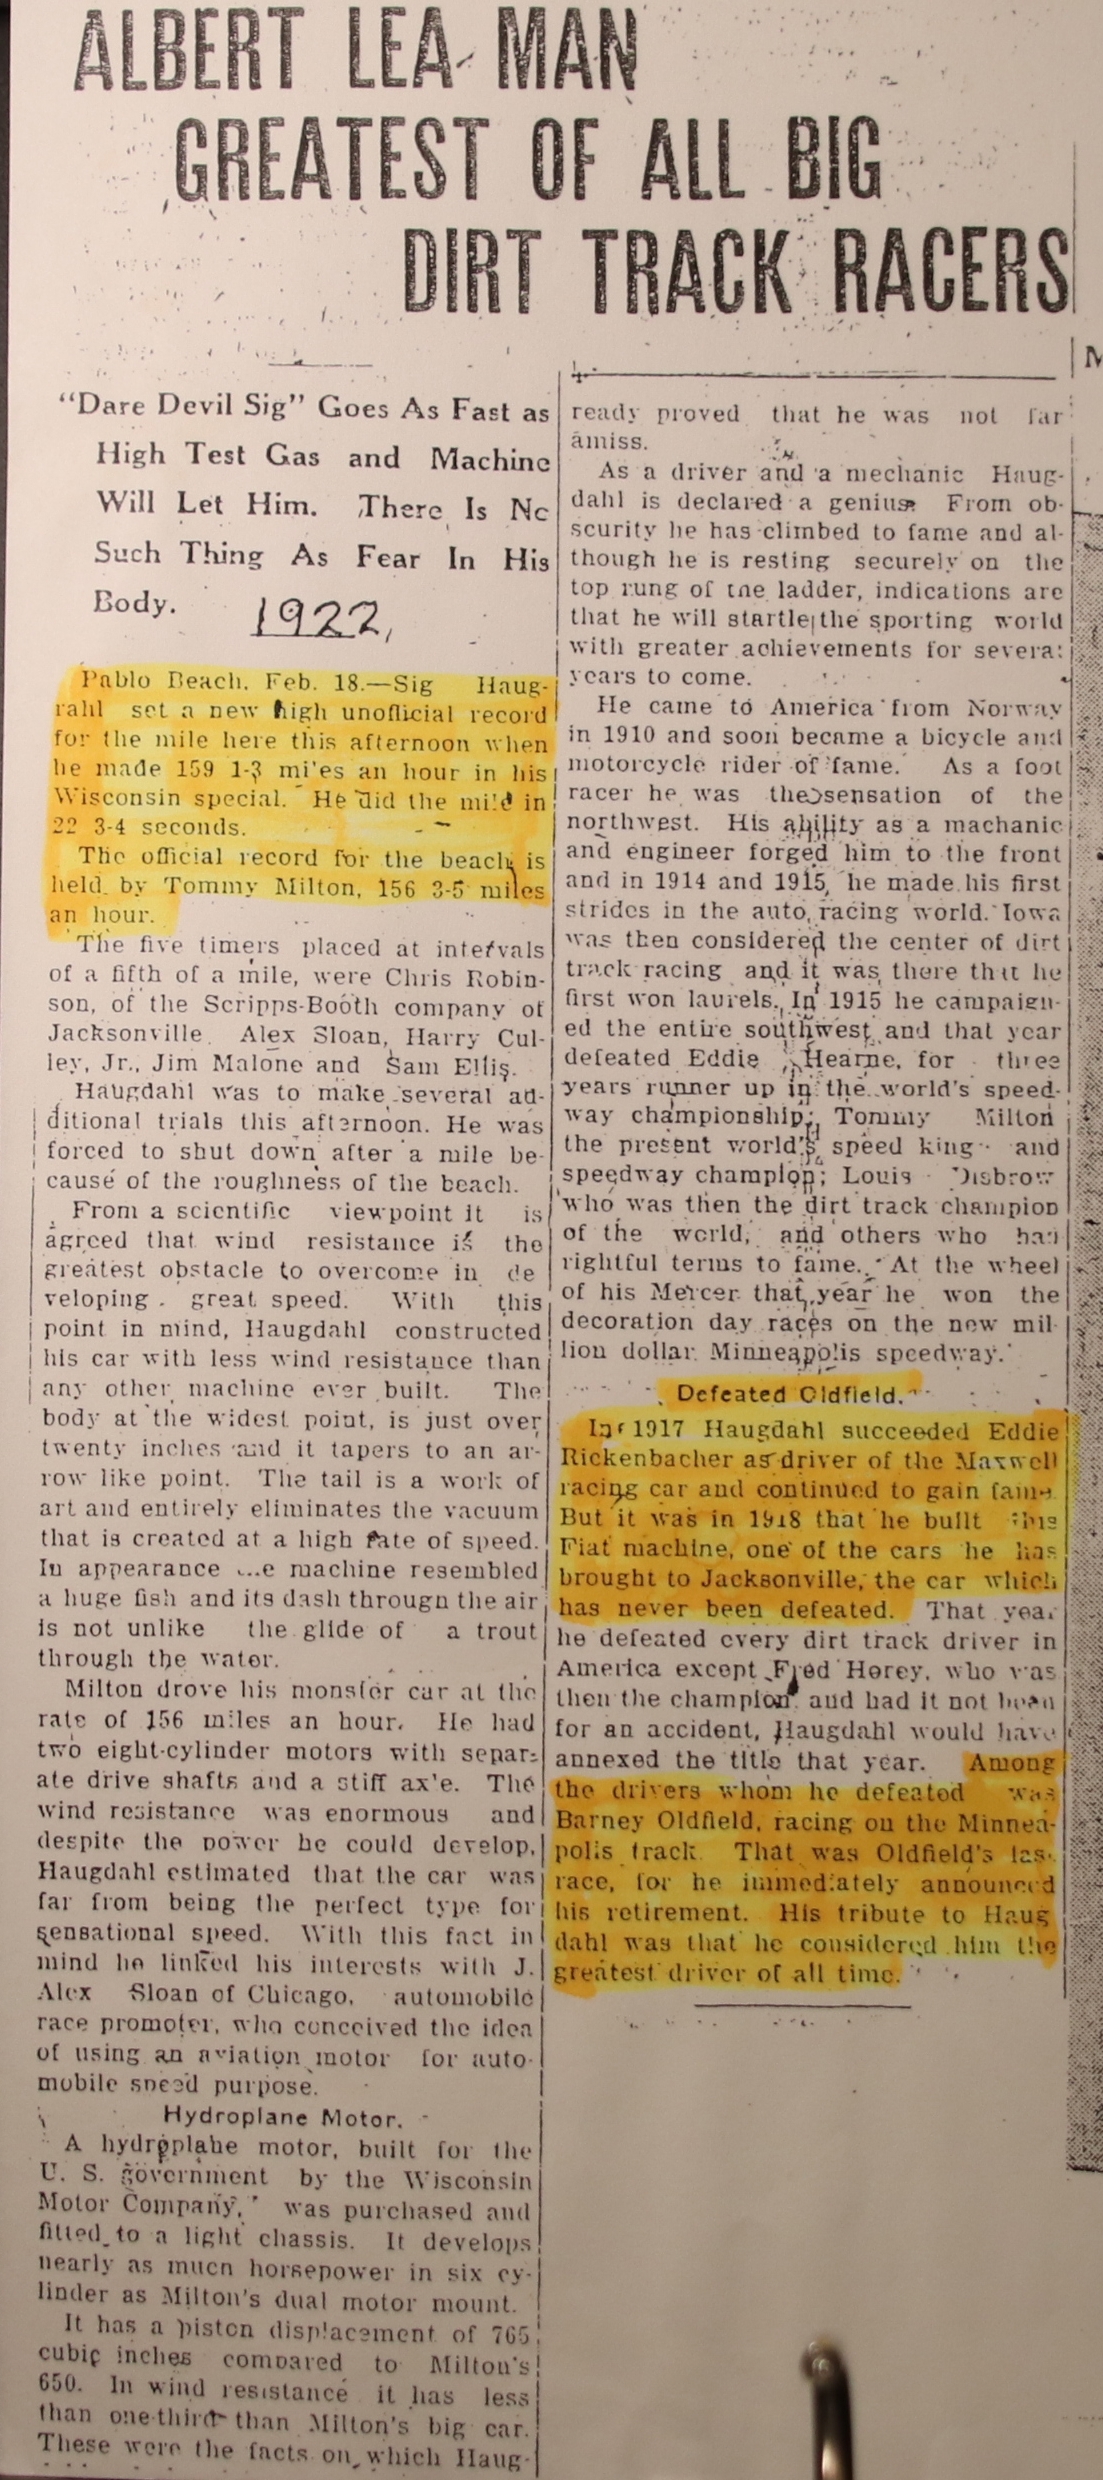 ALBERT LEA MAN
GREATEST OF ALL BIG
DIRT TRACK RACERS
"Dare Devil Sig" Goes As Fast as
High Test Gas and Machine
Will Let Him. There Is No
Such Thing As Fear In His
Body.
1922,
Pablo Beach, Feb. 18.—Sig Haug-
rahl set a new high unofficial record
for the mile here this afternoon when
he made 159 1-3 mi'es an hour in his
Wisconsin special. He did the mile in
22 3-4 seconds.
The official record for the beach is
held by Tommy Milton, 156 3-5 miles
an hour.
The five timers placed at intervals
of a fifth of a mile, were Chris Robin-
son, of the Scripps-Booth company of
Jacksonville. Alex Sloan, Harry Cul-
ley, Jr., Jim Malone and Sam Ellis.
Haugdahl was to make several ad-
ditional trials this afternoon. He was
forced to shut down after a mile be-
cause of the roughness of the beach.
From a scientific viewpoint it is
agreed that wind resistance is the
greatest obstacle to overcome in de
veloping great speed. With this
point in mind, Haugdahl constructed
his car with less wind resistance than
any other machine ever built. The
body at the widest point, is just over
twenty inches and it tapers to an ar-
row like point. The tail is a work of
art and entirely eliminates the vacuum
that is created at a high rate of speed.
In appearance machine resembled
a huge fish and its dash through the air
is not unlike the glide of a trout
through the water.
Milton drove his monster car at the
rate of 156 miles an hour. He had
two eight-cylinder motors with separ-
ate drive shafts and a stiff ax'e. The
wind resistance was enormous and
despite the power he could develop,
Haugdahl estimated that the car was
far from being the perfect type for
sensational speed. With this fact in
mind he linked his interests with J.
Alex Sloan of Chicago, automobile
race promoter, who conceived the idea
of using an aviation motor for auto-
mobile speed purpose.
Hydroplane Motor.
A hydroplane motor, built for the
U. S. government by the Wisconsin
Motor Company, was purchased and
fitted to a light chassis. It develops
nearly as much horsepower in six cy-
linder as Milton's dual motor mount.
It has a piston displacement of 765
cubic inches compared to Milton's
650. In wind resistance it has less
than one-third than Milton's big car.
These were the facts on which Haug-
ready proved that he was not far
amiss.
As a driver and a mechanic Haug-
dahl is declared a genius. From ob-
scurity he has climbed to fame and al-
though he is resting securely on the
top rung of the ladder, indications are
that he will startle the sporting world
with greater achievements for several
years to come.
He came to America from Norway
in 1910 and soon became a bicycle and
motorcycle rider of fame. As a foot
racer he was the sensation of the
northwest. His ability as a machanic
and engineer forged him to the front
and in 1914 and 1915, he made his first
strides in the auto racing world. Iowa
was then considered the center of dirt
track racing and it was there that he
first won laurels. In 1915 he campaign-
ed the entire southwest and that year
defeated Eddie Hearne, for three
years runner up in the world's speed-
way championship; Tommy Milton
the present world's speed king and
speedway champion; Louis Disbrow
who was then the dirt track champion
of the world, and others who had
rightful terms to fame. At the wheel
of his Mercer that year he won the
decoration day races on the new mil
lion dollar Minneapolis speedway.
Defeated Oldfield.
In 1917 Haugdahl succeeded Eddie
Rickenbacher as driver of the Maxwell
racing car and continued to gain fame.
But it was in 1918 that he built this
Fiat machine, one of the cars he has
brought to Jacksonville, the car which
has never been defeated. That year
he defeated every dirt track driver in
America except Fred Horey, who was
then the champion and had it not been
for an accident, Haugdahl would have
annexed the title that year. Among
the drivers whom he defeated was
Barney Oldfield, racing on the Minnea-
polis track. That was Oldfield's las
race, for he immediately announced
his retirement. His tribute to Haug
dahl was that he considered him the
greatest driver of all time.